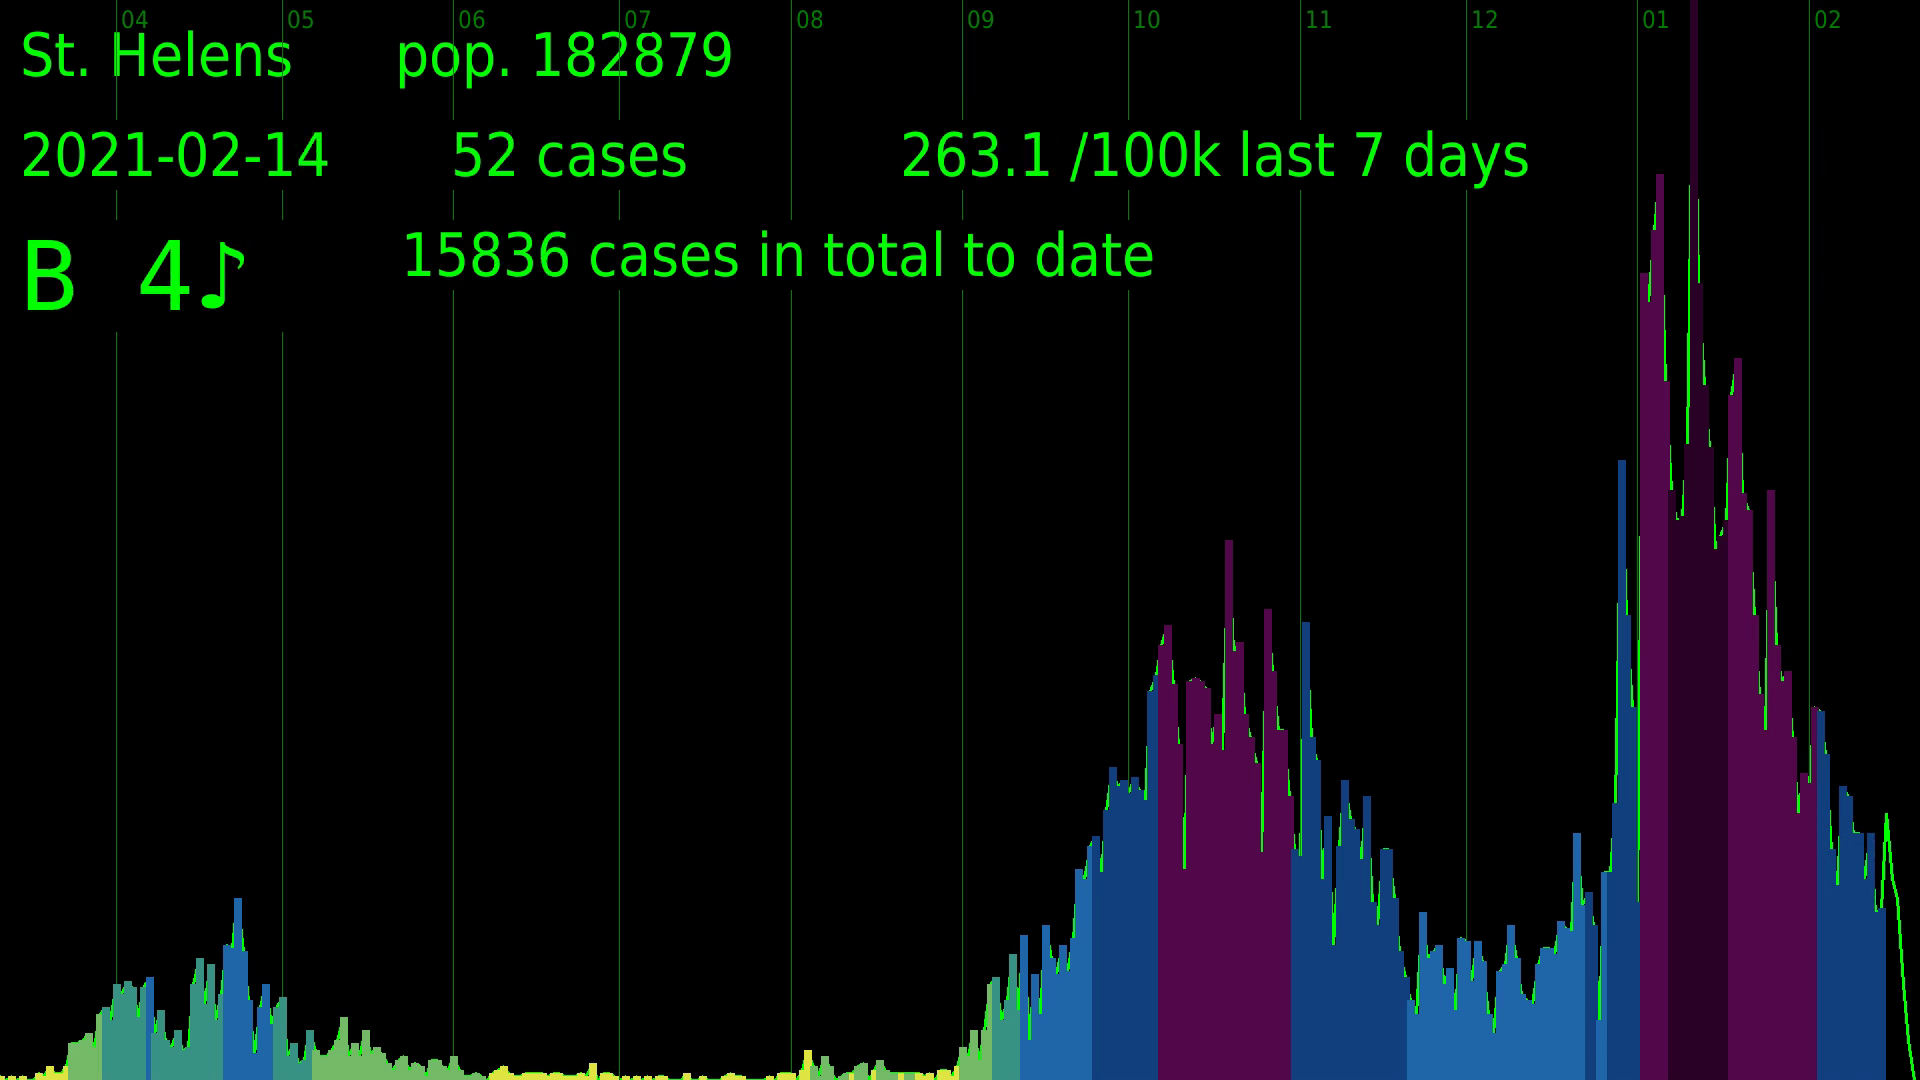 04 05 06 07 08 09 10 11 12 01 02
St. Helens pop. 182879
2021-02-14 52 cases 263.1 /100k last 7 days
B 4♪ 15836 cases in total to date